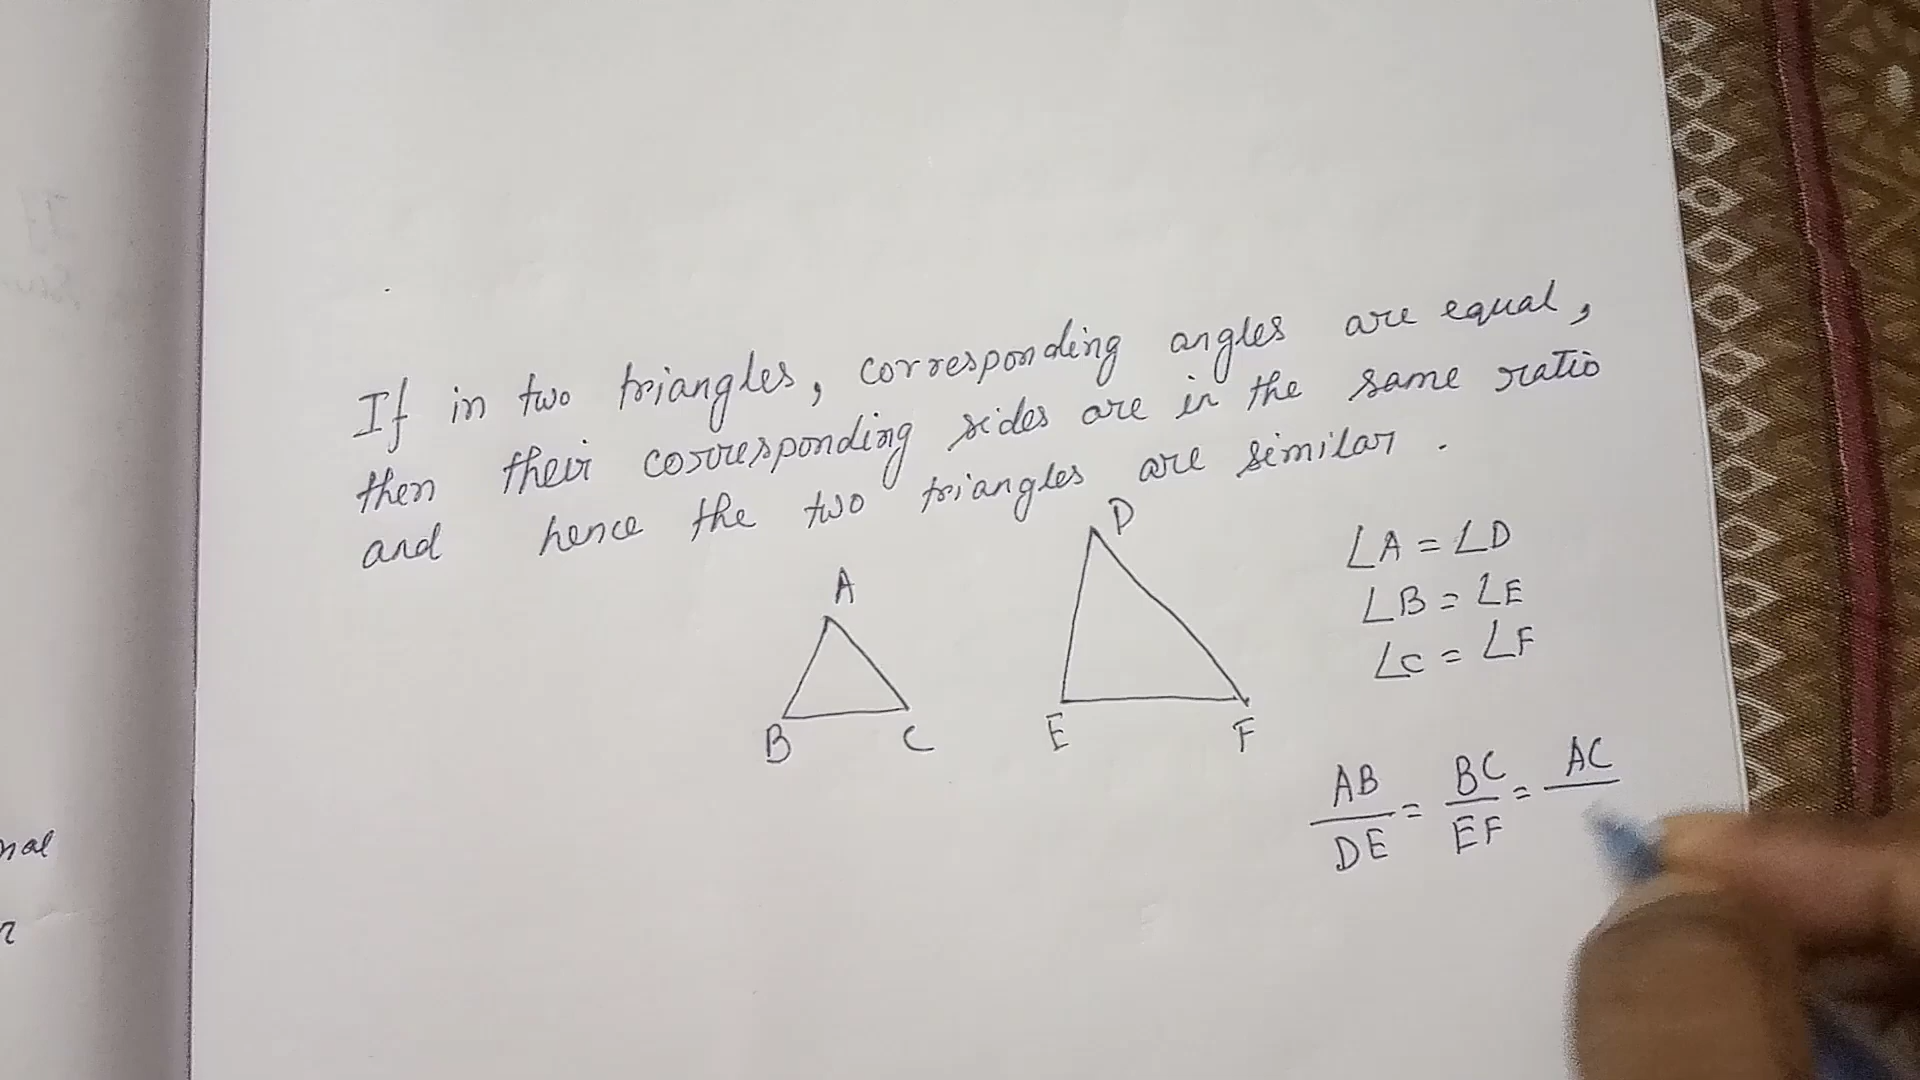 If in two triangles, corresponding angles are equal,
then their corresponding sides are in the same ratio
and hence the two triangles are similar.
A
B
C
D
E
F
∠A = ∠D
∠B = ∠E
∠C = ∠F
AB/DE = BC/EF = AC/
nal